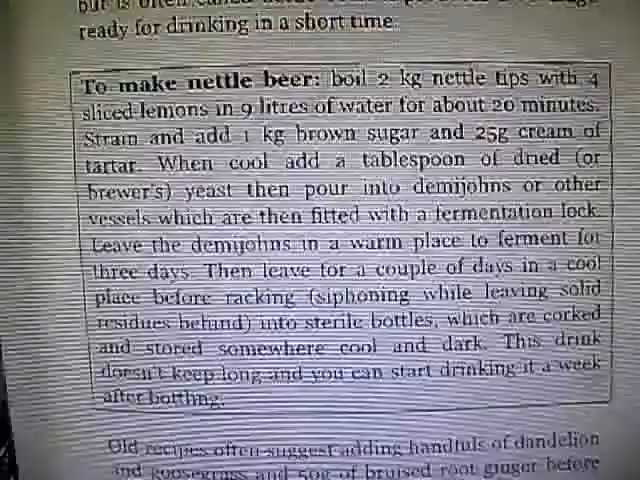 but is often called
ready for drinking in a short time.
To make nettle beer: boil 2 kg nettle tips with 4
sliced lemons in 9 litres of water for about 20 minutes.
Strain and add 1 kg brown sugar and 25g cream of
tartar. When cool add a tablespoon of dried (or
brewer's) yeast then pour into demijohns or other
vessels which are then fitted with a fermentation lock.
Leave the demijohns in a warm place to ferment for
three days. Then leave for a couple of days in a cool
place before racking (siphoning while leaving solid
residues behind) into sterile bottles, which are corked
and stored somewhere cool and dark. This drink
doesn't keep long and you can start drinking it a week
after bottling.
Old recipes often suggest adding handfuls of dandelion
and goosegrass and 50g of bruised root ginger before